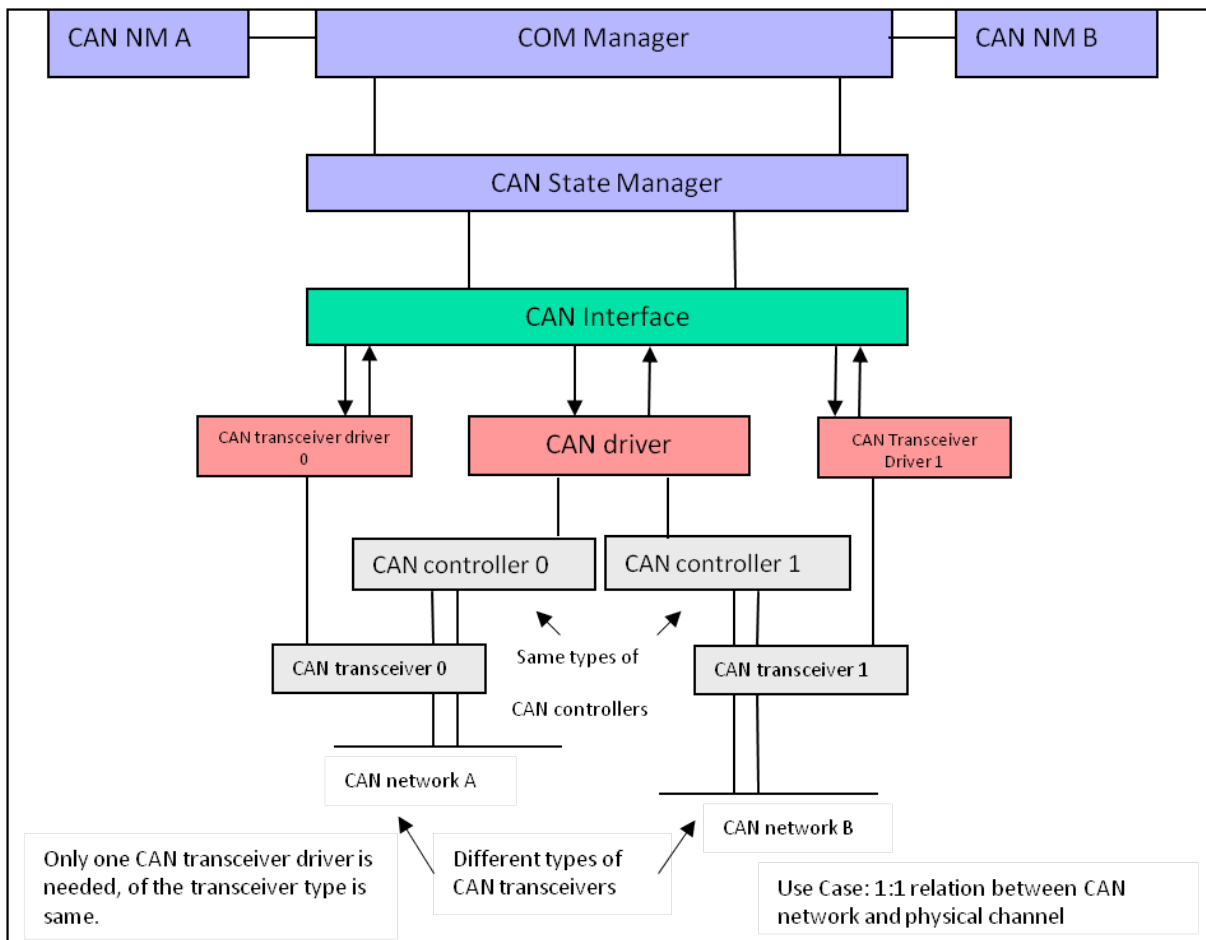 CAN NM A
COM Manager
CAN NM B
CAN State Manager
CAN Interface
CAN transceiver driver
0
CAN driver
CAN Transceiver
Driver 1
CAN controller 0
CAN controller 1
CAN transceiver 0
Same types of
CAN controllers
CAN transceiver 1
CAN network A
CAN network B
Only one CAN transceiver driver is
needed, of the transceiver type is
same.
Different types of
CAN transceivers
Use Case: 1:1 relation between CAN
network and physical channel